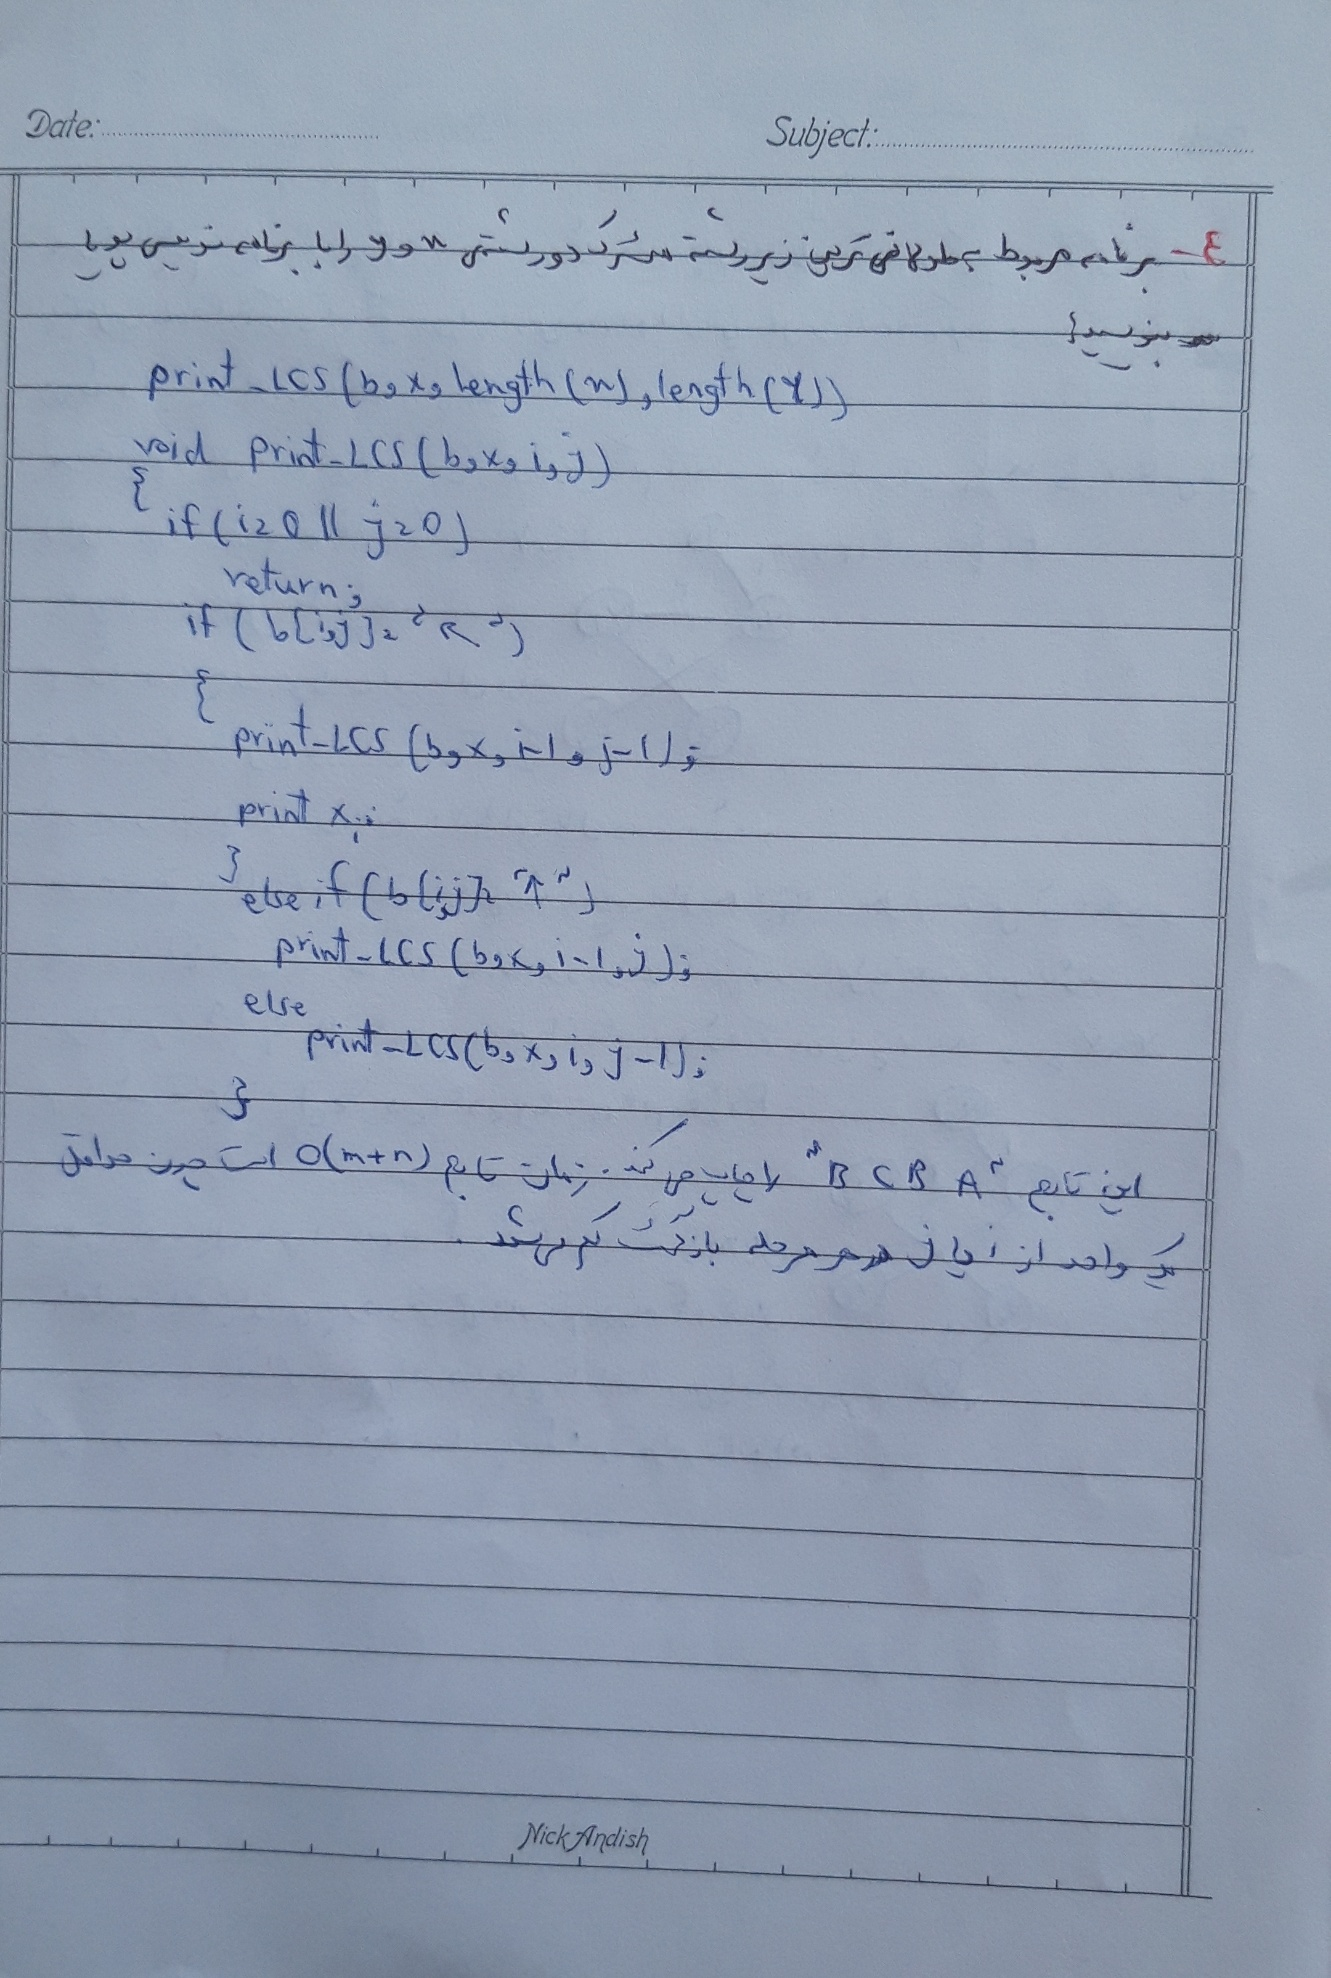 Date:
Subject:
٤- برنامه مربوط به طولانی ترین زیررشته مشترک دو رشته‌ی x و y را با برنامه نویسی پویا
بنویسید؟
print_LCS(b, x, length(x), length(Y))
void print_LCS(b, x, i, j)
{
if (i=0 || j=0)
return;
if (b[i,j]= "↖")
{
print_LCS(b, x, i-1, j-1);
print xi;
}
else if (b[i,j]= "↑")
print_LCS(b, x, i-1, j);
else
print_LCS(b, x, i, j-1);
}
این تابع "B C B A" را چاپ می کند. زمان تابع O(m+n) است چون حداقل
یک واحد از i یا j در هر مرحله بازگشت کم می‌شود.
Nick Andish